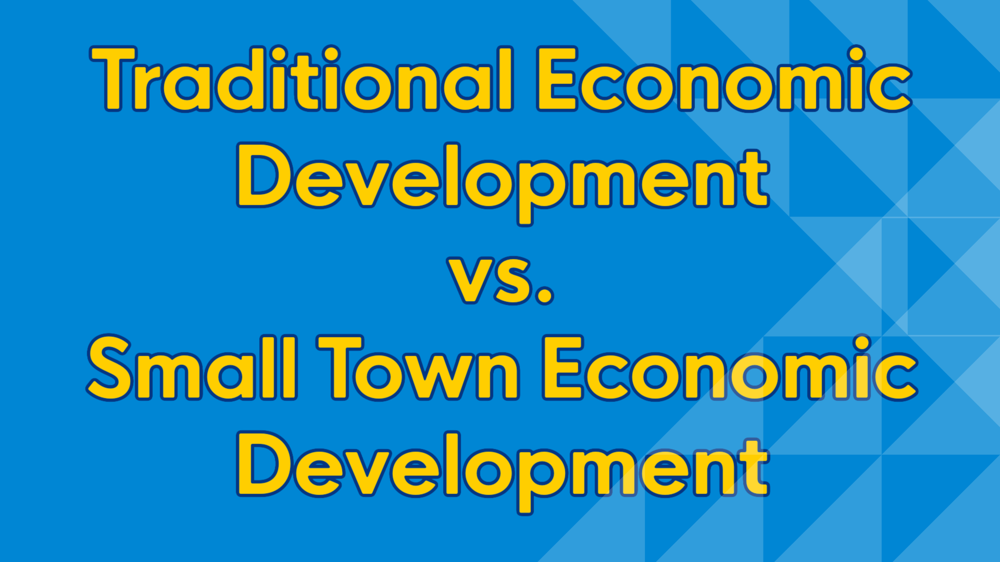 Traditional Economic
Development
vs.
Small Town Economic
Development